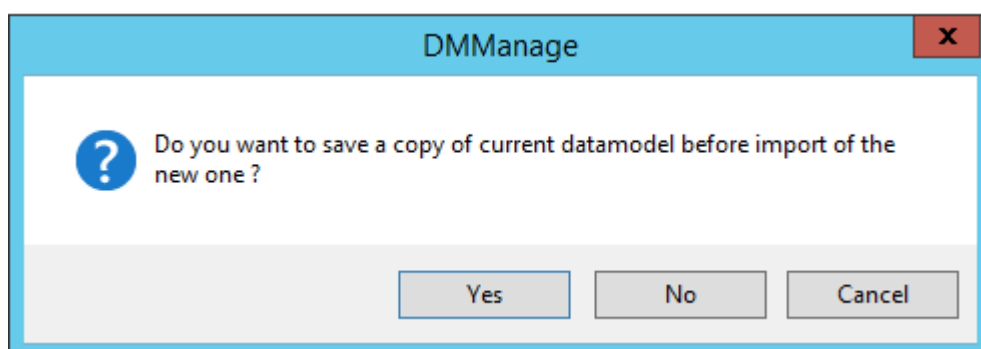 DMManage
x
?
Do you want to save a copy of current datamodel before import of the
new one ?
Yes No Cancel